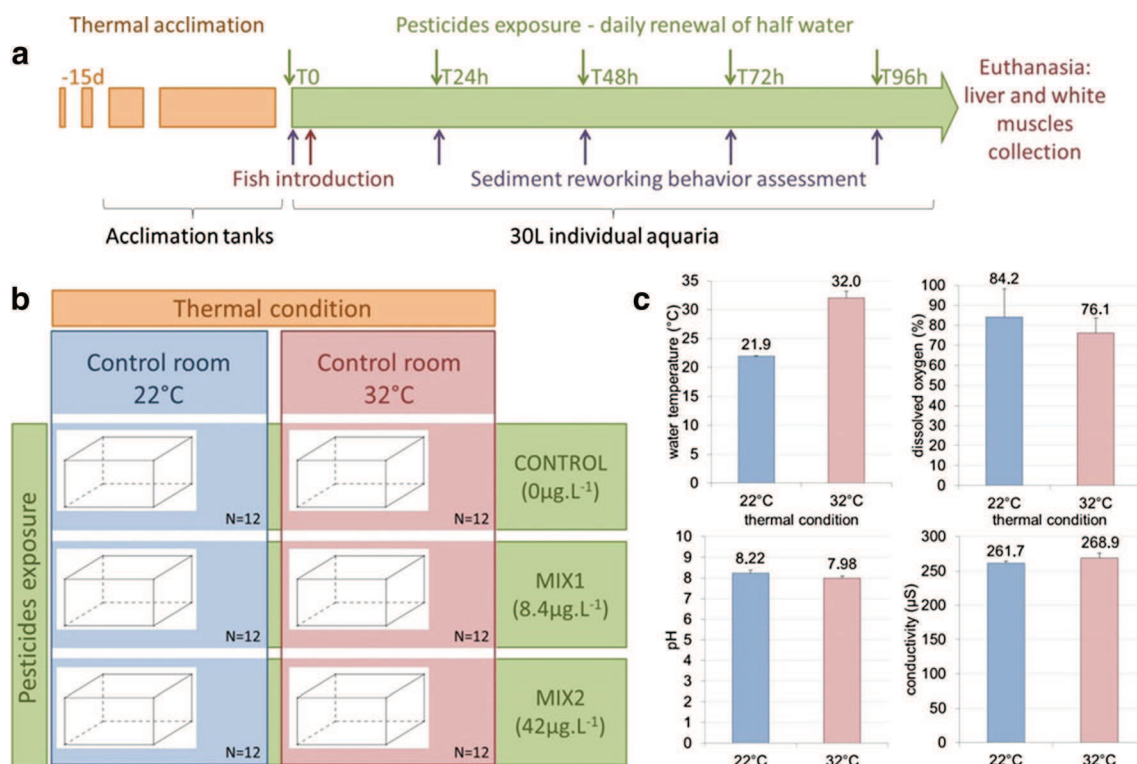 Thermal acclimation
Pesticides exposure - daily renewal of half water
a
-15d
T0
T24h
T48h
T72h
T96h
Euthanasia:
liver and white
muscles
collection
Fish introduction
Sediment reworking behavior assessment
Acclimation tanks
30L individual aquaria
b
Thermal condition
Control room
22°C
Control room
32°C
Pesticides exposure
N=12
N=12
CONTROL
(0µg.L⁻¹)
N=12
N=12
MIX1
(8.4µg.L⁻¹)
N=12
N=12
MIX2
(42µg.L⁻¹)
c
water temperature (°C)
35
30
25
20
15
10
5
0
21.9
32.0
22°C
32°C
thermal condition
dissolved oxygen (%)
100
90
80
70
60
50
40
30
20
10
0
84.2
76.1
22°C
32°C
thermal condition
pH
10
9
8
7
6
5
4
3
2
1
0
8.22
7.98
22°C
32°C
conductivity (µS)
300
250
200
150
100
50
0
261.7
268.9
22°C
32°C